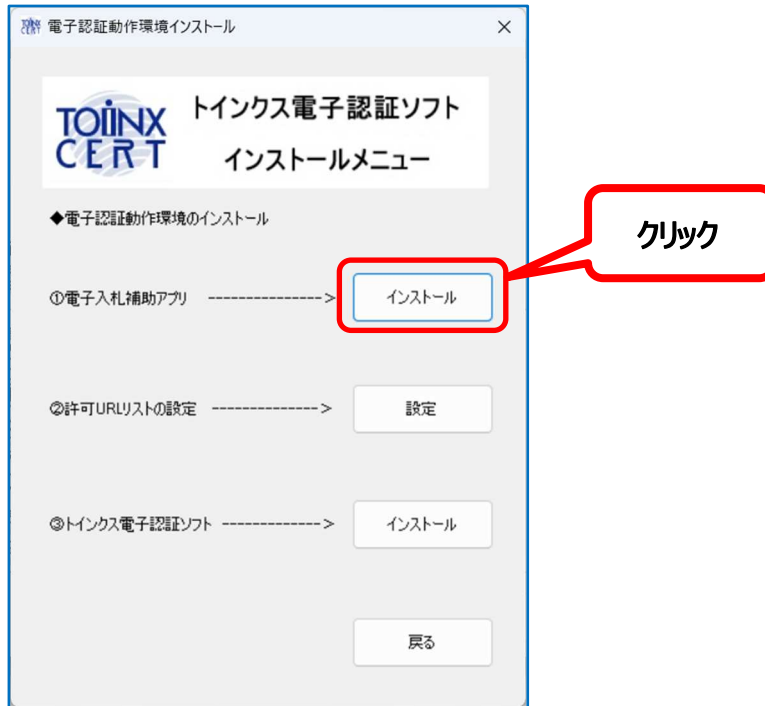 電子認証動作環境インストール
TOiNX
CERT
トインクス電子認証ソフト
インストールメニュー
◆電子認証動作環境のインストール
クリック
①電子入札補助アプリ ---------------> インストール
②許可URLリストの設定 --------------> 設定
③トインクス電子認証ソフト -------------> インストール
戻る